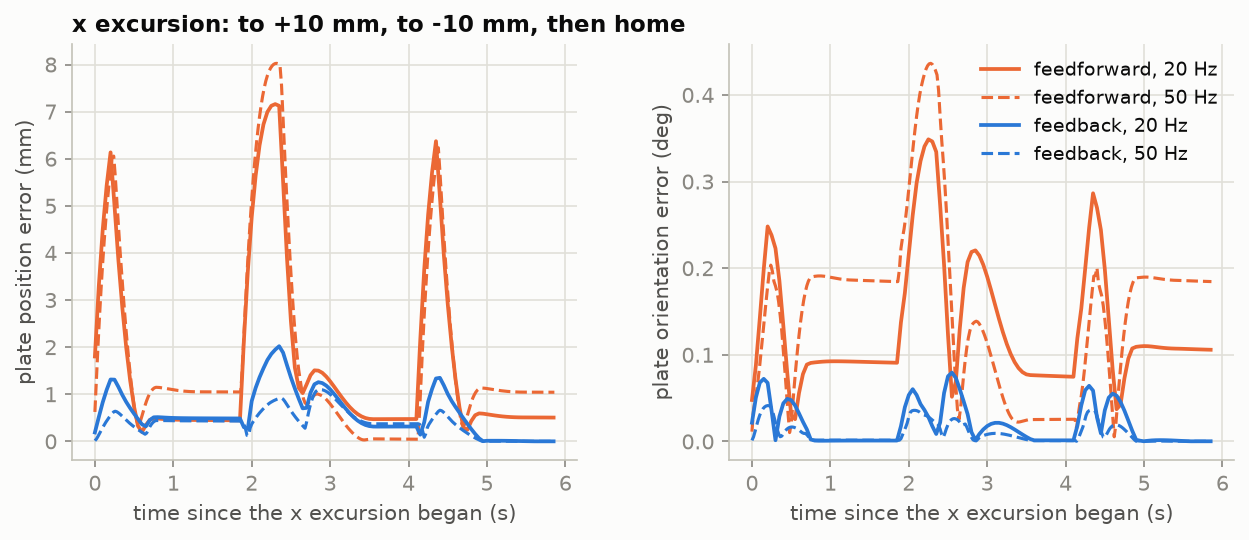 x excursion: to +10 mm, to -10 mm, then home
plate position error (mm)
8
7
6
5
4
3
2
1
0
0 1 2 3 4 5 6
time since the x excursion began (s)
plate orientation error (deg)
0.4
0.3
0.2
0.1
0.0
0 1 2 3 4 5 6
time since the x excursion began (s)
feedforward, 20 Hz
feedforward, 50 Hz
feedback, 20 Hz
feedback, 50 Hz